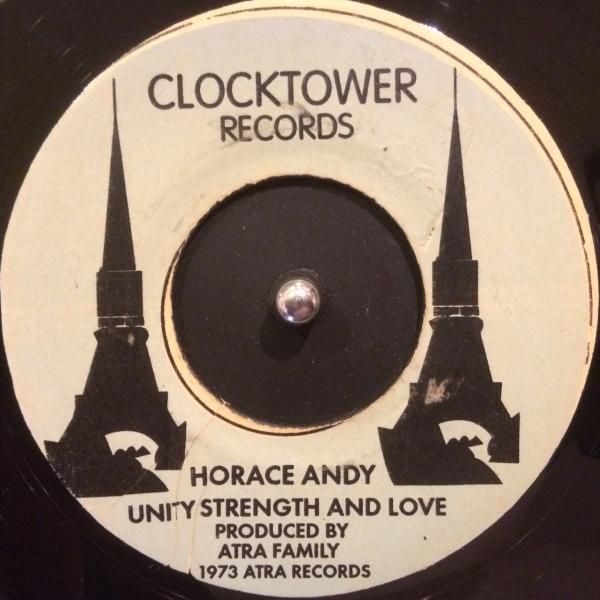 CLOCKTOWER
RECORDS
HORACE ANDY
UNITY STRENGTH AND LOVE
PRODUCED BY
ATRA FAMILY
1973 ATRA RECORDS